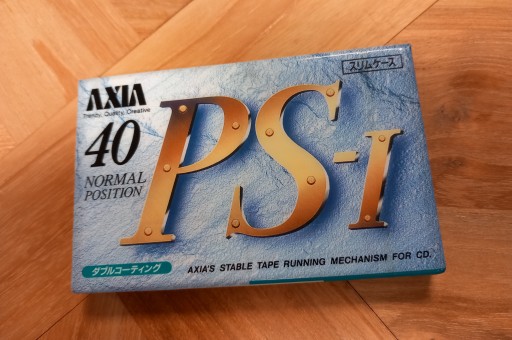 AXIA
Trendy, Quality, Creative
スリムケース
40
NORMAL
POSITION
PS-I
ダブルコーティング
AXIA'S STABLE TAPE RUNNING MECHANISM FOR CD.